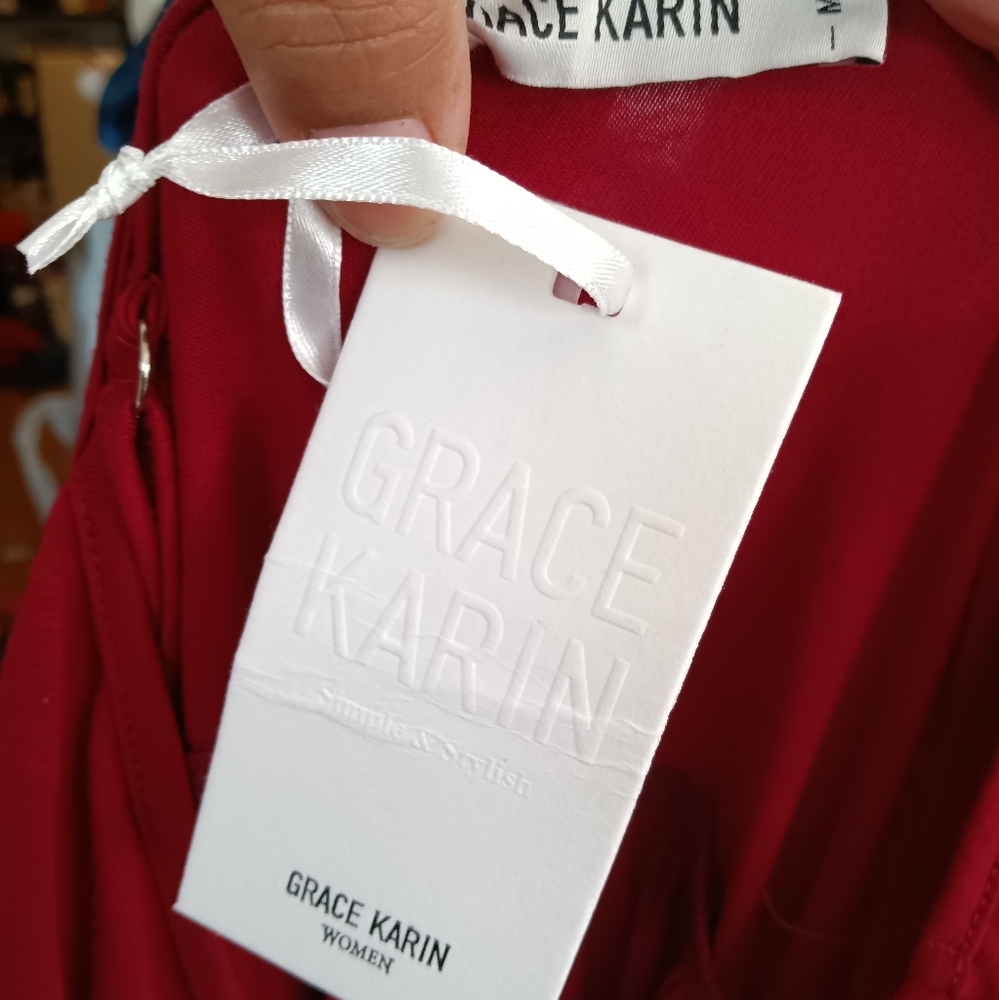 GRACE KARIN
M
GRACE
KARIN
Simple & Stylish
GRACE KARIN
WOMEN